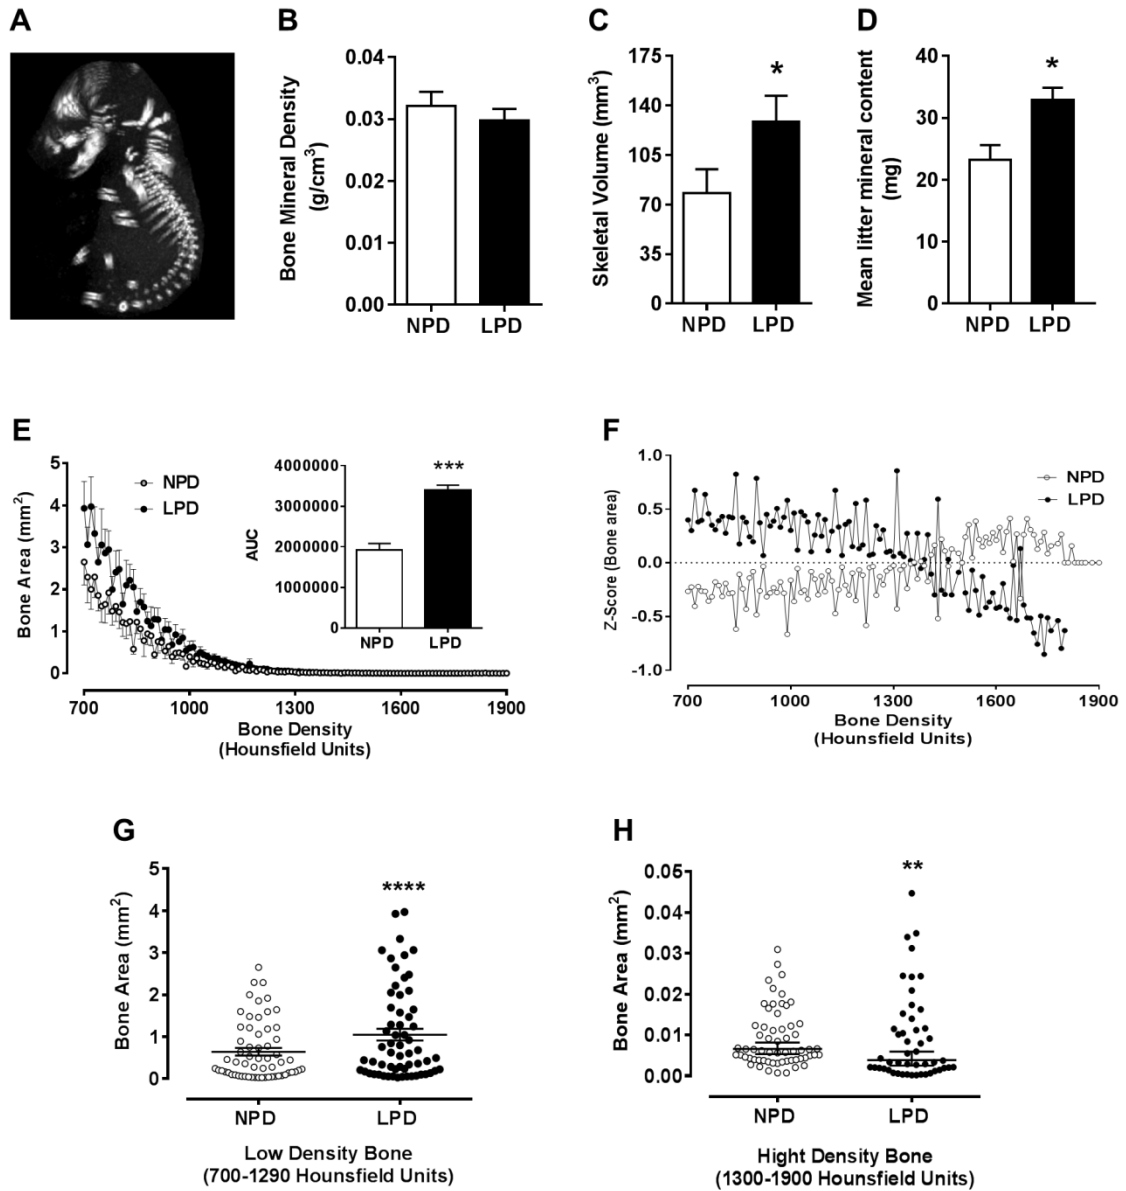 A
B
C
D
Bone Mineral Density
(g/cm³)
0.04
0.03
0.02
0.01
0.00
NPD
LPD
Skeletal Volume (mm³)
175
140
105
70
35
0
*
NPD
LPD
Mean litter mineral content
(mg)
40
30
20
10
0
*
NPD
LPD
E
Bone Area (mm²)
5
4
3
2
1
0
NPD
LPD
700
1000
1300
1600
1900
Bone Density
(Hounsfield Units)
AUC
4000000
3000000
2000000
1000000
0
***
NPD
LPD
F
Z-Score (Bone area)
1.0
0.5
0.0
-0.5
-1.0
NPD
LPD
700
1000
1300
1600
1900
Bone Density
(Hounsfield Units)
G
Bone Area (mm²)
5
4
3
2
1
0
****
NPD
LPD
Low Density Bone
(700-1290 Hounsfield Units)
H
Bone Area (mm²)
0.05
0.04
0.03
0.02
0.01
0.00
**
NPD
LPD
Hight Density Bone
(1300-1900 Hounsfield Units)